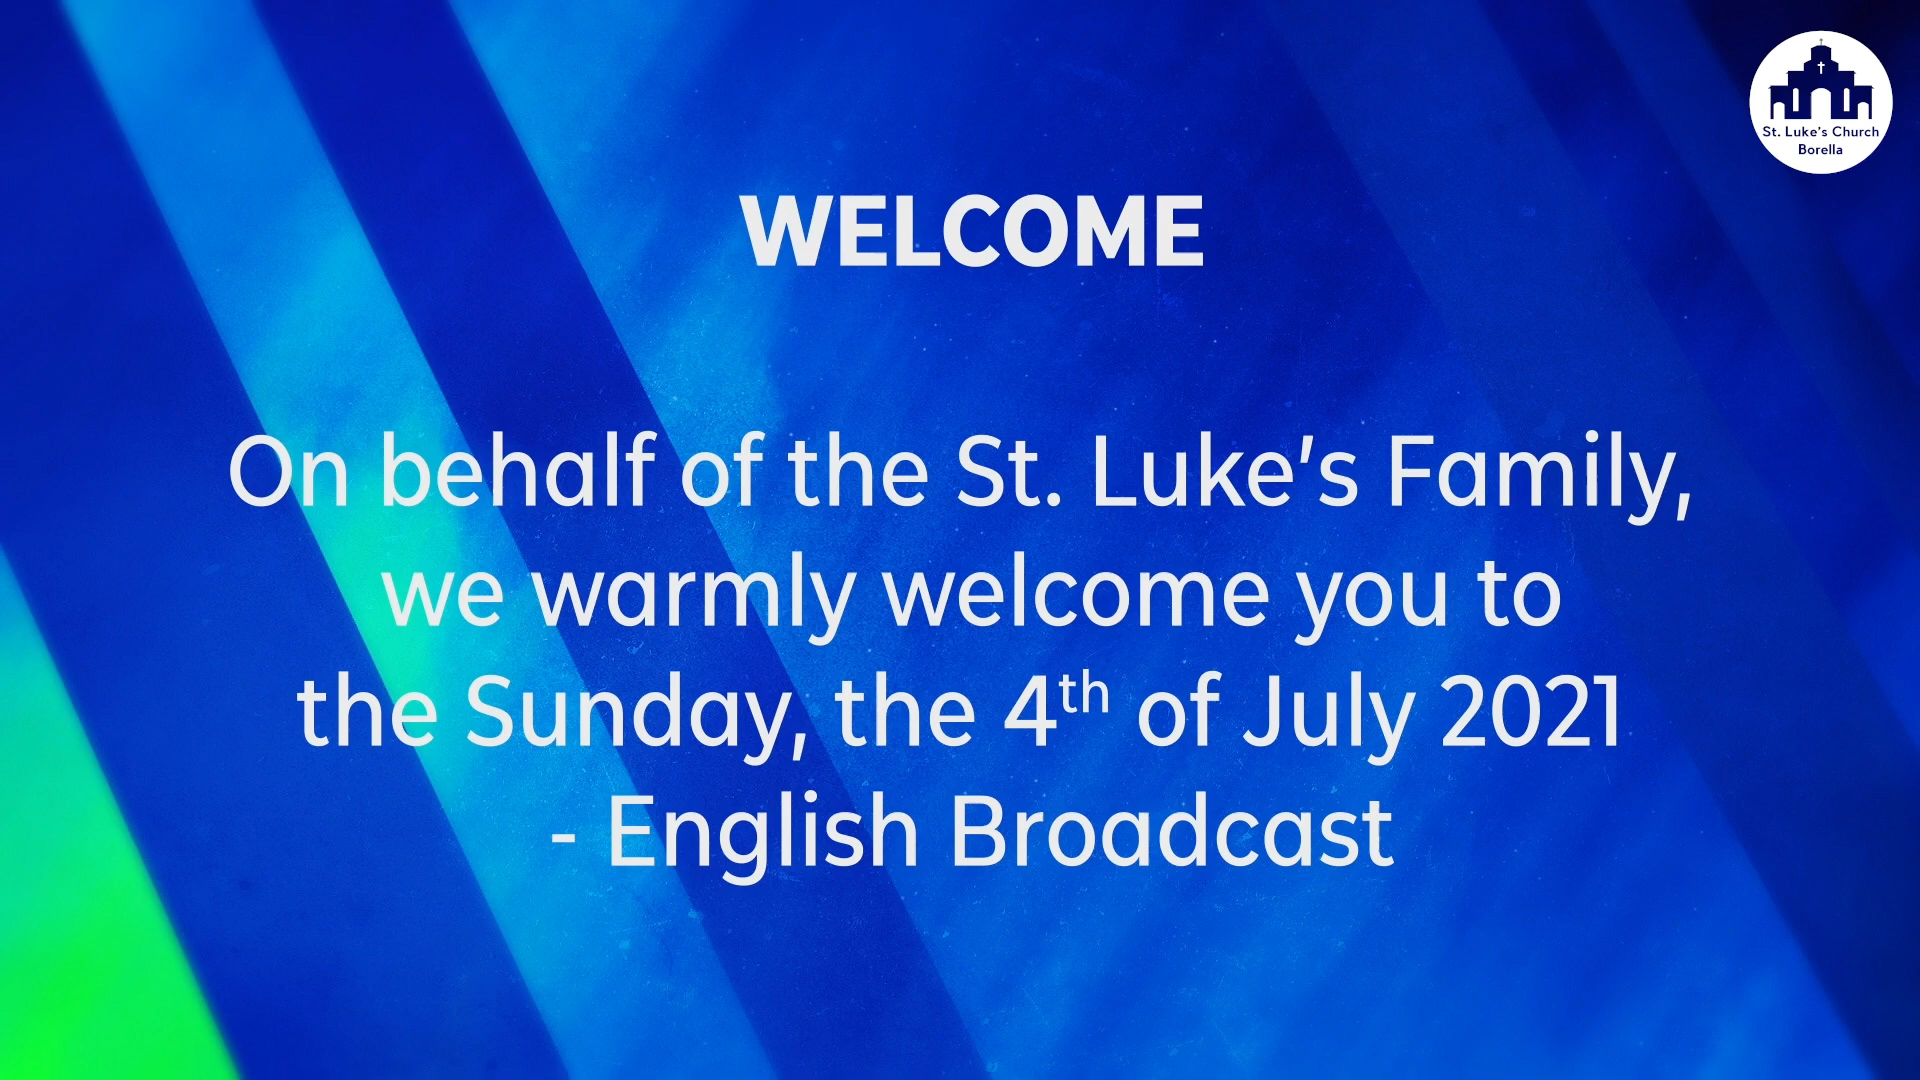 St. Luke's Church
Borella
WELCOME
On behalf of the St. Luke's Family,
we warmly welcome you to
the Sunday, the 4th of July 2021
- English Broadcast